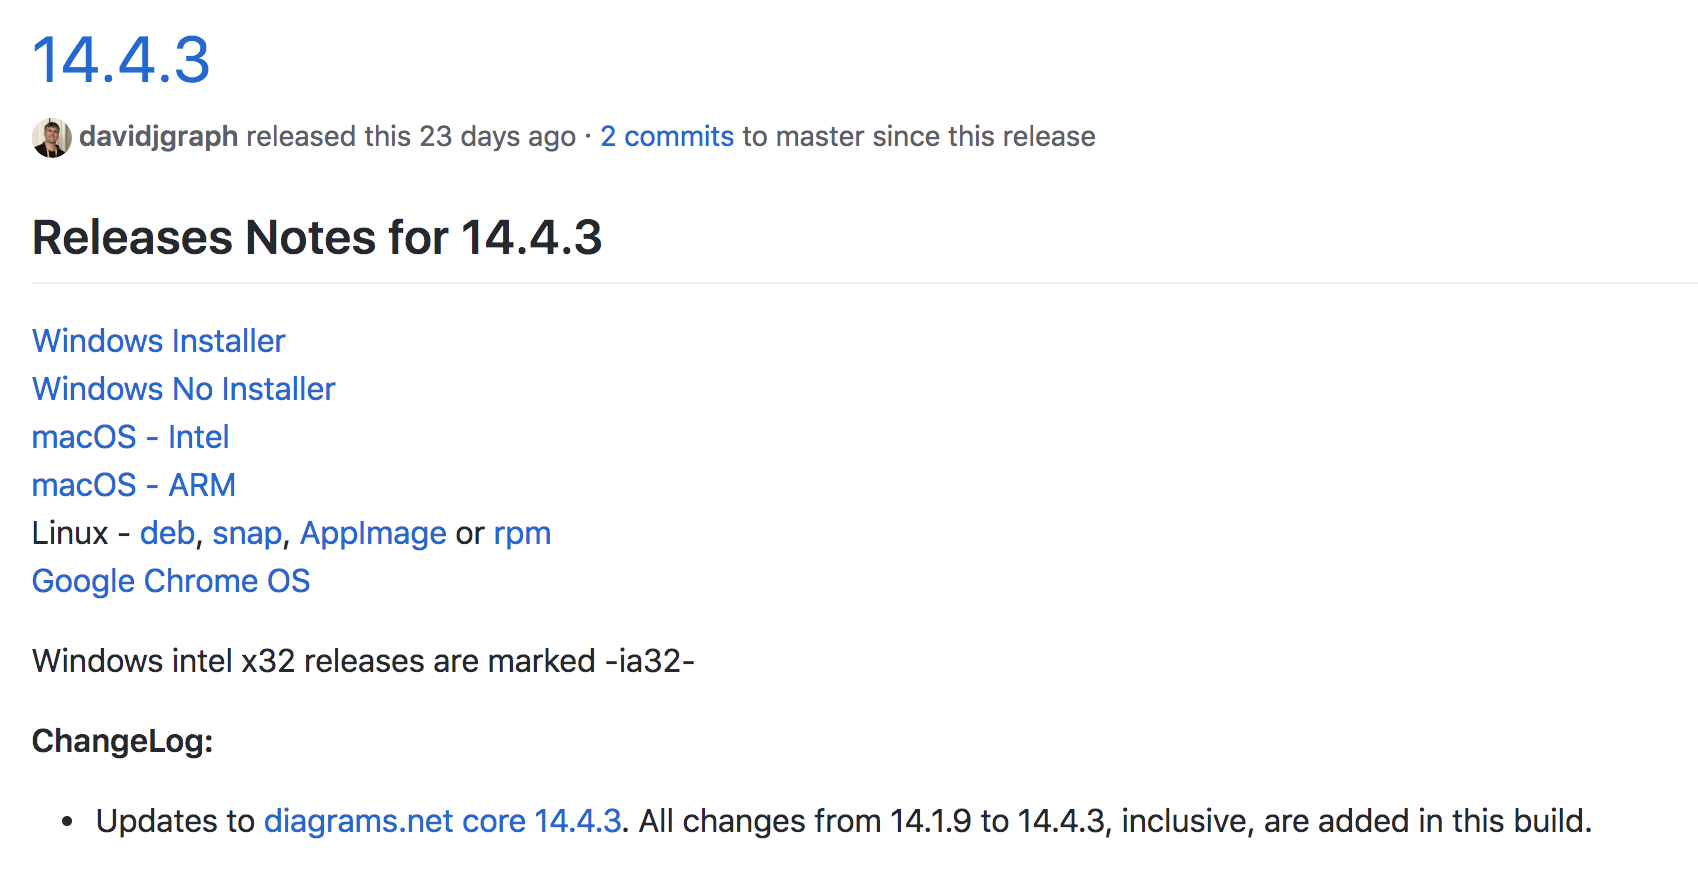 14.4.3
davidjgraph released this 23 days ago · 2 commits to master since this release
Releases Notes for 14.4.3
Windows Installer
Windows No Installer
macOS - Intel
macOS - ARM
Linux - deb, snap, AppImage or rpm
Google Chrome OS
Windows intel x32 releases are marked -ia32-
ChangeLog:
• Updates to diagrams.net core 14.4.3. All changes from 14.1.9 to 14.4.3, inclusive, are added in this build.